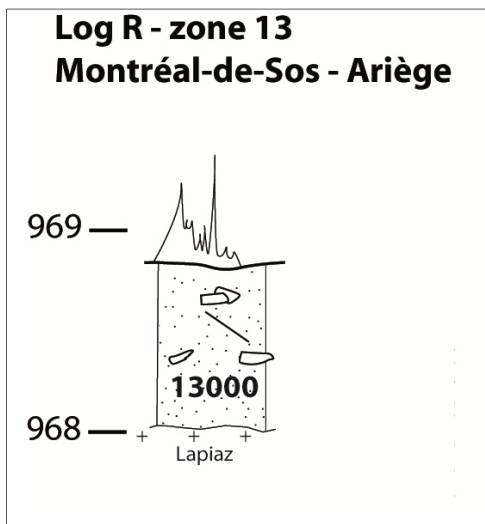 Log R - zone 13
Montréal-de-Sos - Ariège
969
13000
968
Lapiaz